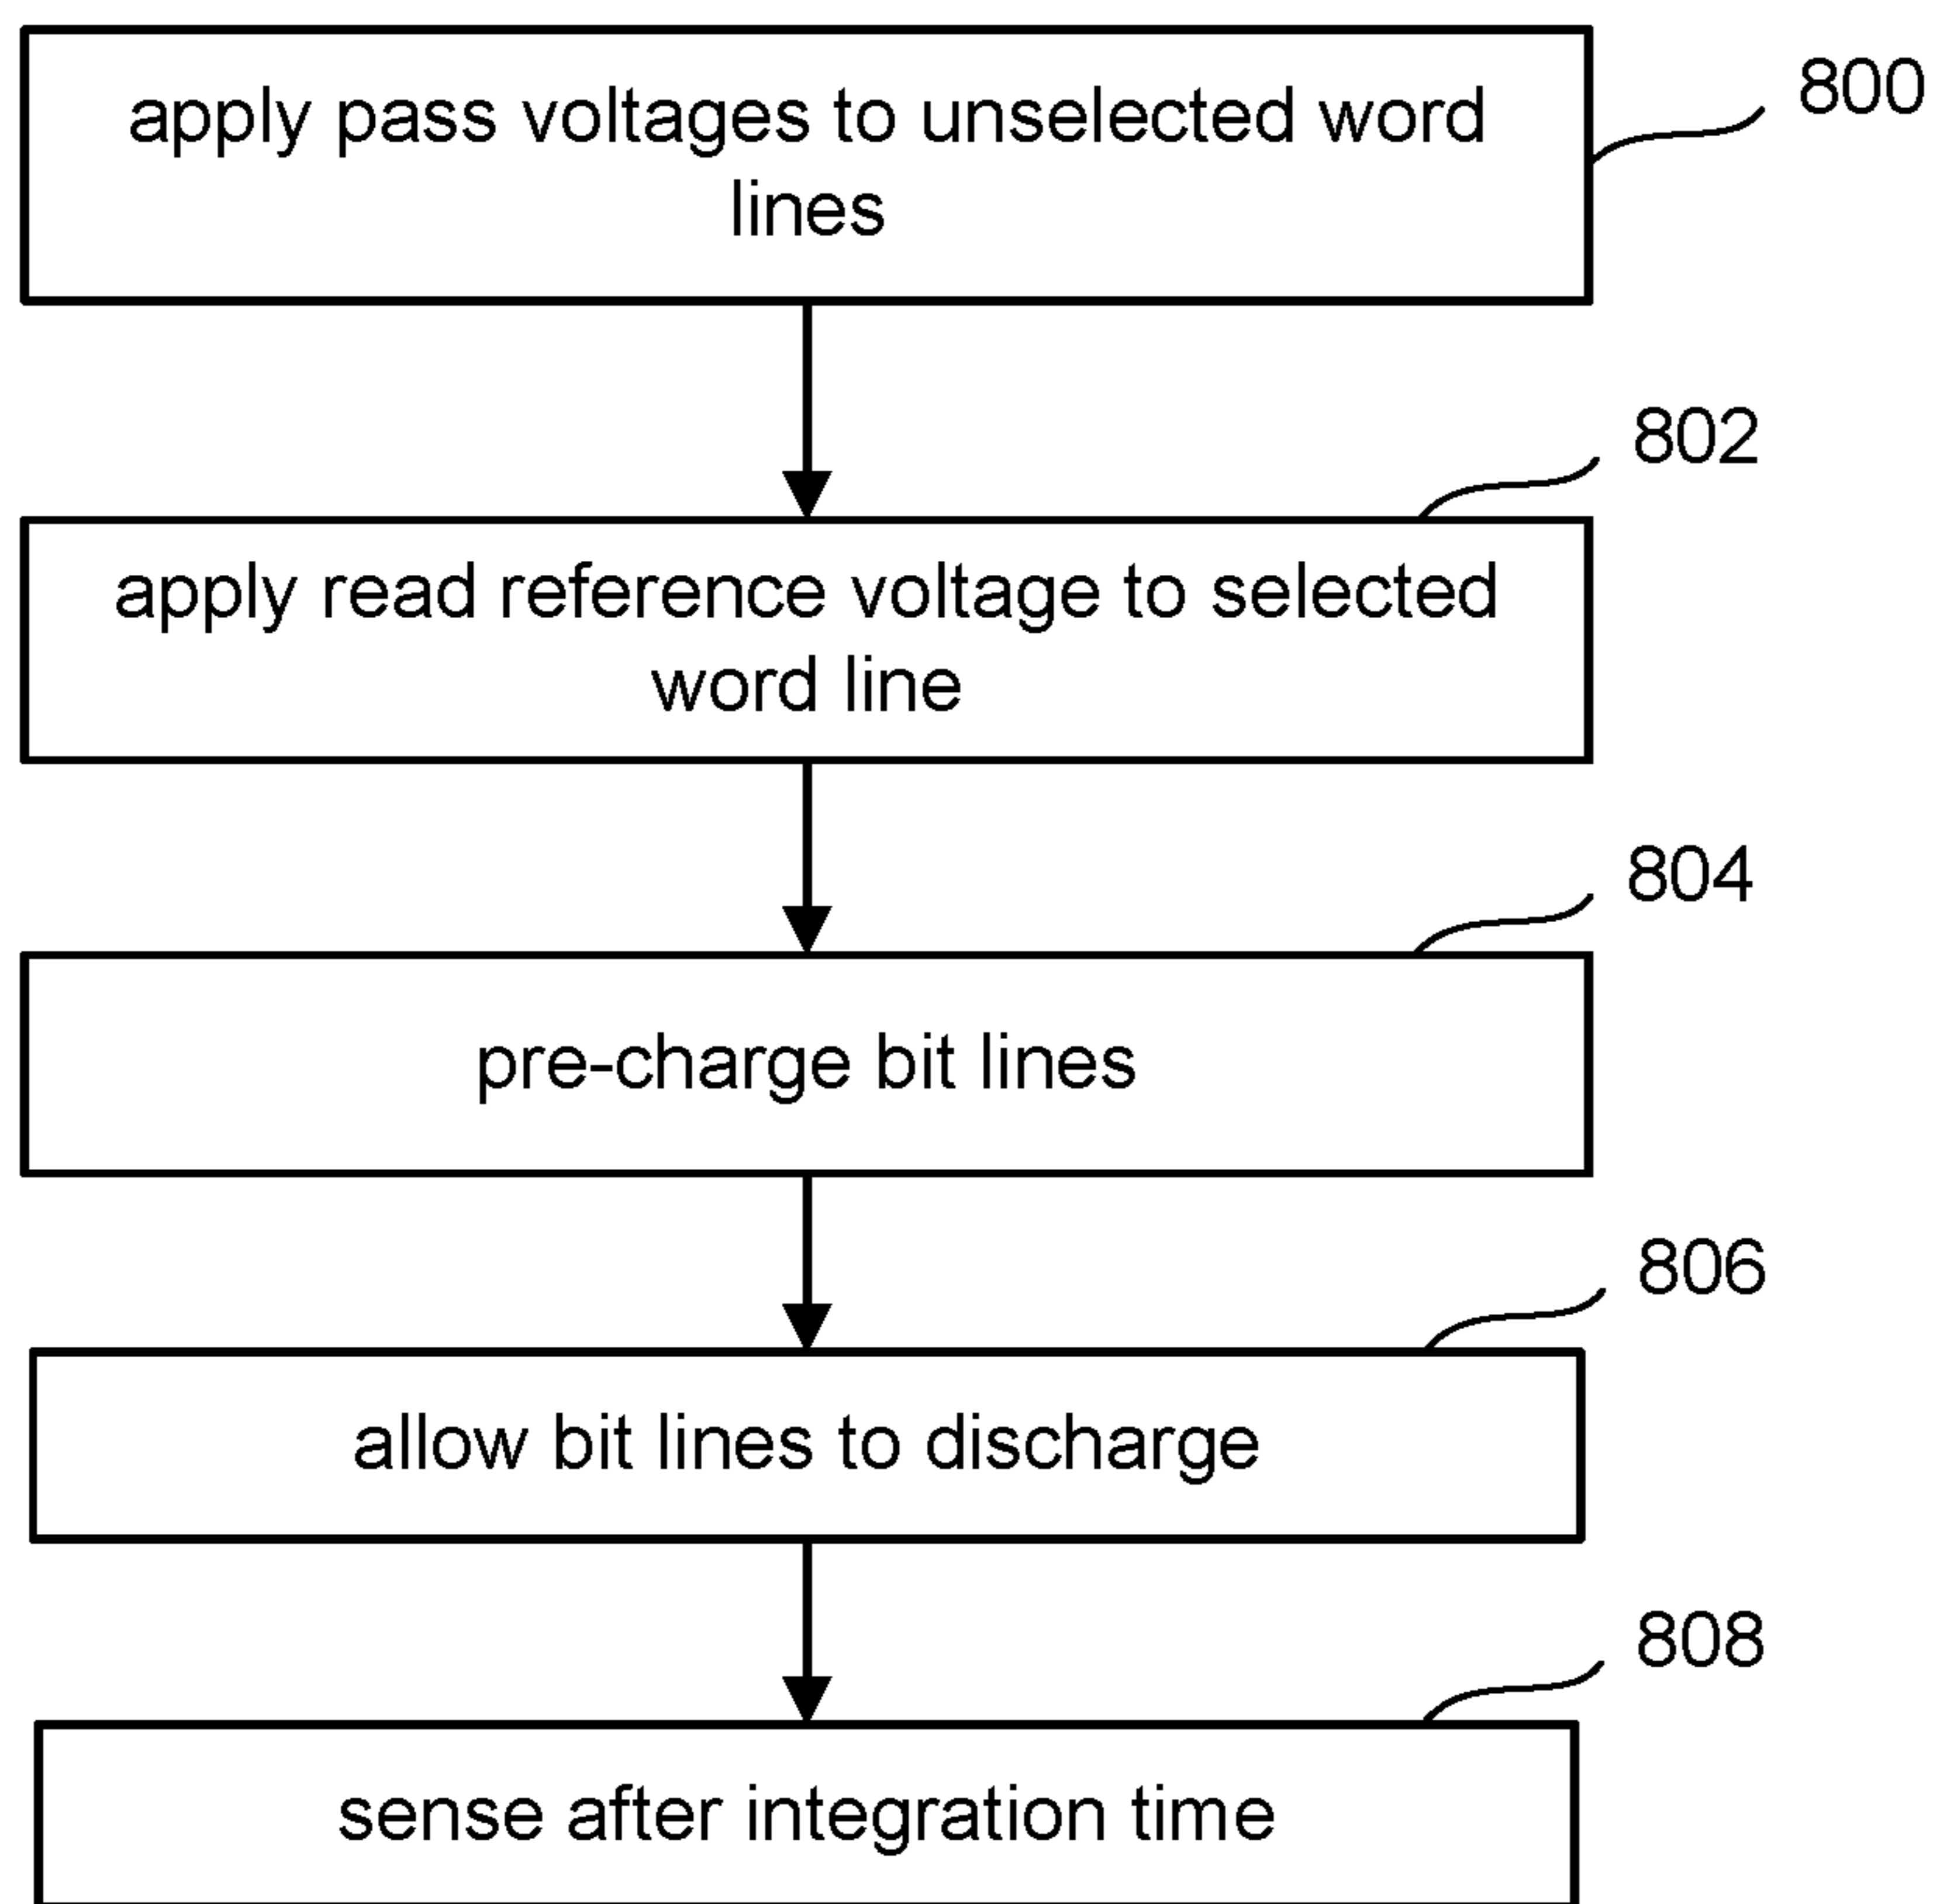 apply pass voltages to unselected word
lines
800
802
apply read reference voltage to selected
word line
804
pre-charge bit lines
806
allow bit lines to discharge
808
sense after integration time